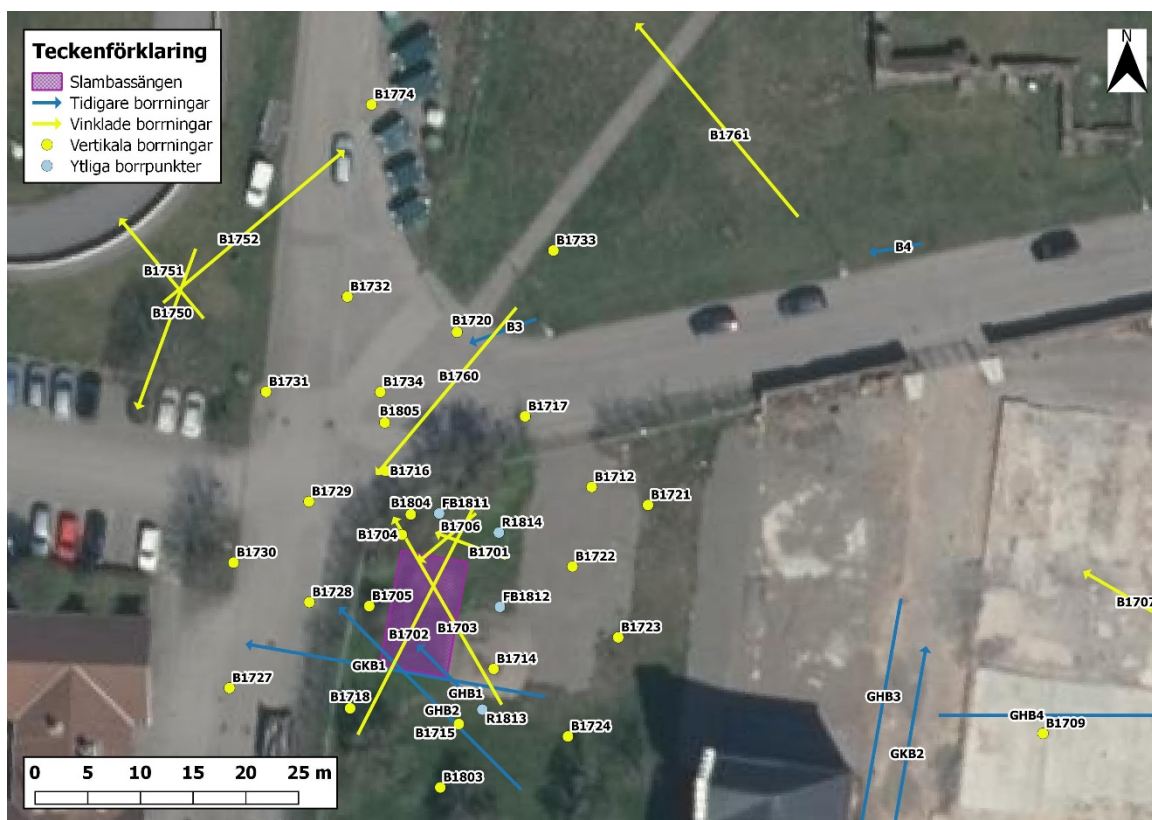 Teckenförklaring
Slambassängen
Tidigare borrningar
Vinklade borrningar
Vertikala borrningar
Ytliga borrpunkter
N
B1774
B1761
B1752
B1733
B4
B1751
B1732
B1750
B1720
B3
B1760
B1731
B1734
B1805
B1717
B1716
B1712
B1729
B1721
B1804
FB1811
B1706
R1814
B1704
B1701
B1730
B1722
B1707
B1728
B1705
FB1812
B1702
B1703
B1723
GKB1
B1714
B1727
GHB1
GHB3
B1718
GHB2
R1813
GHB4
B1715
B1724
B1709
GKB2
B1803
0 5 10 15 20 25 m